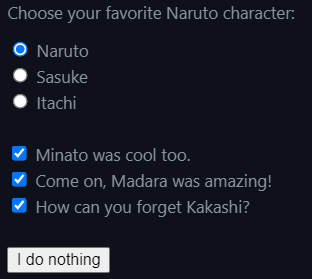 Choose your favorite Naruto character:
Naruto
Sasuke
Itachi
Minato was cool too.
Come on, Madara was amazing!
How can you forget Kakashi?
I do nothing